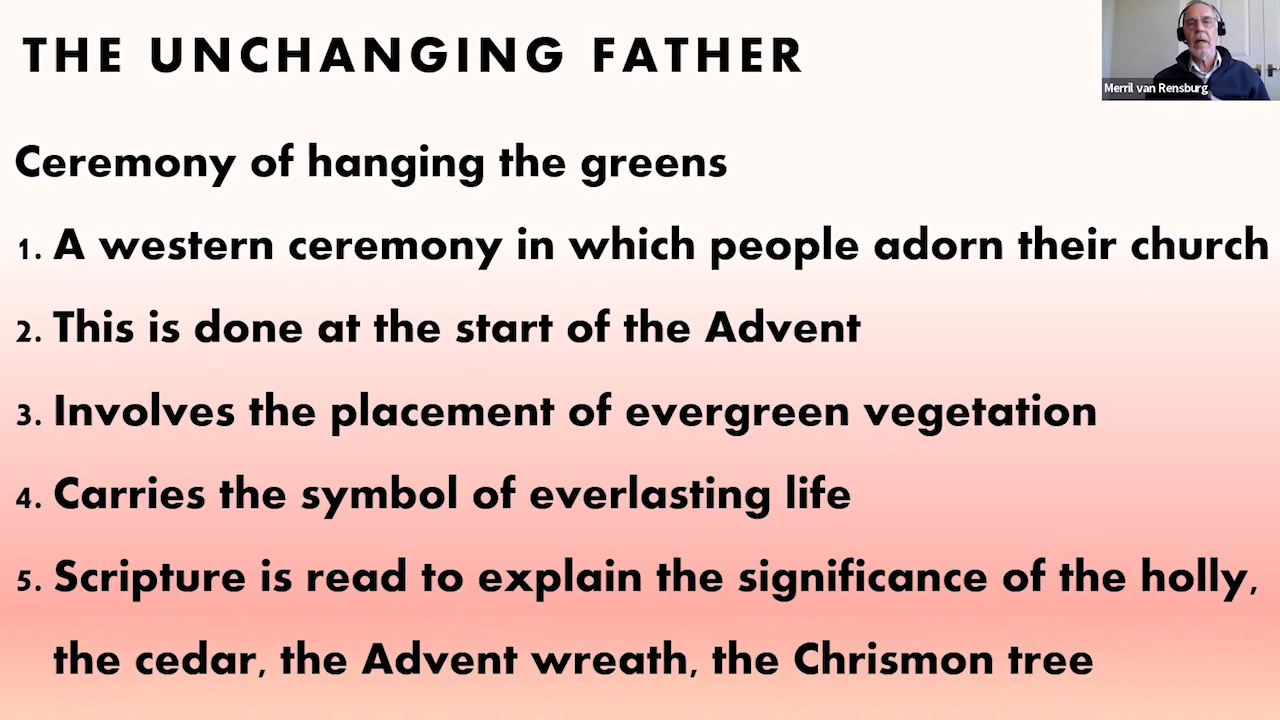 THE UNCHANGING FATHER
Merril van Rensburg
Ceremony of hanging the greens
1. A western ceremony in which people adorn their church
2. This is done at the start of the Advent
3. Involves the placement of evergreen vegetation
4. Carries the symbol of everlasting life
5. Scripture is read to explain the significance of the holly,
the cedar, the Advent wreath, the Chrismon tree